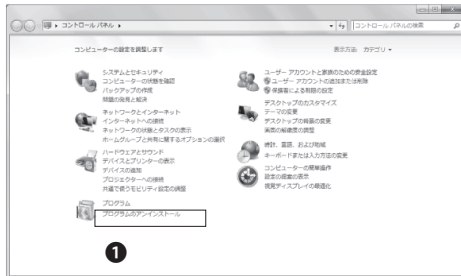 コントロール パネル
コントロール パネルの検索
コンピューターの設定を調整します
表示方法: カテゴリ
システムとセキュリティ
コンピューターの状態を確認
バックアップの作成
問題の発見と解決
ネットワークとインターネット
インターネットへの接続
ネットワークの状態とタスクの表示
ホームグループと共有に関するオプションの選択
ハードウェアとサウンド
デバイスとプリンターの表示
デバイスの追加
プロジェクターへの接続
共通で使うモビリティ設定の調整
プログラム
プログラムのアンインストール
ユーザー アカウントと家族のための安全設定
ユーザー アカウントの追加または削除
保護者による制限の設定
デスクトップのカスタマイズ
テーマの変更
デスクトップの背景の変更
画面の解像度の調整
時計、言語、および地域
キーボードまたは入力方法の変更
コンピューターの簡単操作
設定の提案の表示
視覚ディスプレイの最適化
1